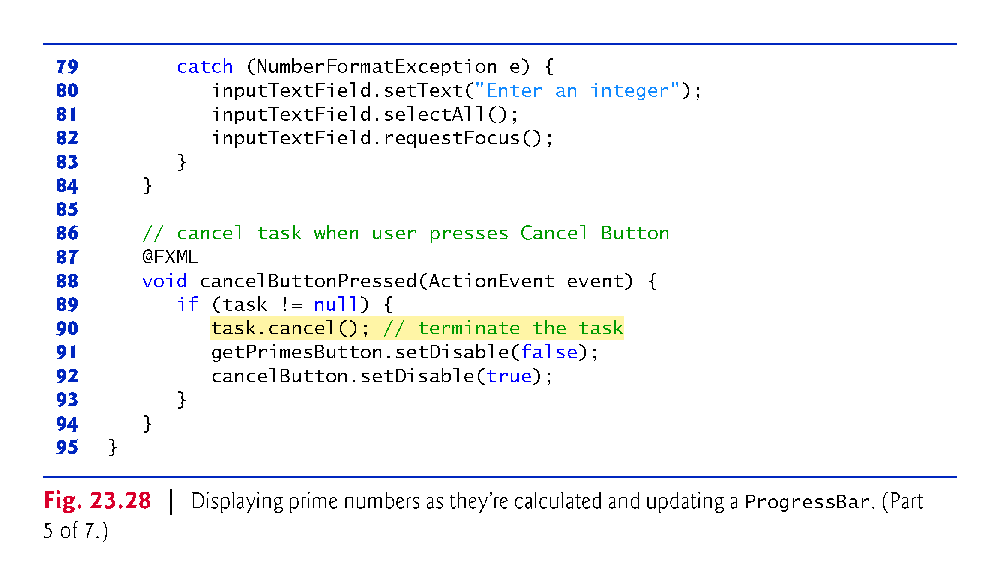 79         catch (NumberFormatException e) {
80            inputTextField.setText("Enter an integer");
81            inputTextField.selectAll();
82            inputTextField.requestFocus();
83         }
84      }
85
86      // cancel task when user presses Cancel Button
87      @FXML
88      void cancelButtonPressed(ActionEvent event) {
89         if (task != null) {
90            task.cancel(); // terminate the task
91            getPrimesButton.setDisable(false);
92            cancelButton.setDisable(true);
93         }
94      }
95   }
Fig. 23.28 | Displaying prime numbers as they’re calculated and updating a ProgressBar. (Part
5 of 7.)